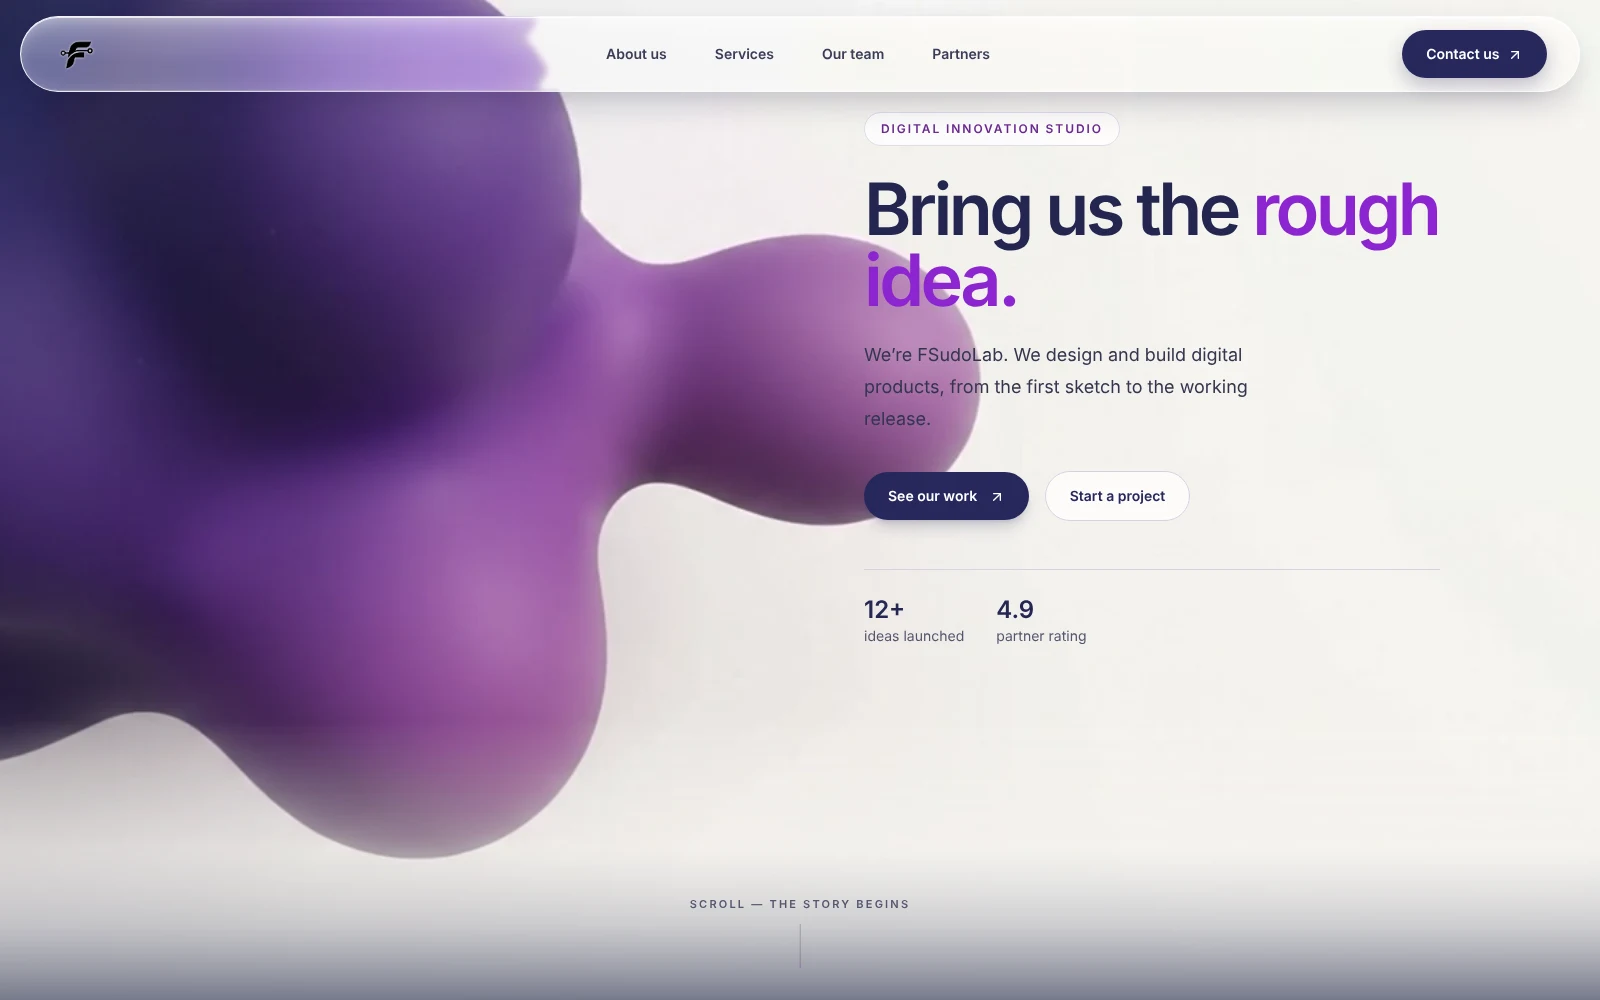 About us
Services
Our team
Partners
Contact us
DIGITAL INNOVATION STUDIO
Bring us the rough
idea.
We’re FSudoLab. We design and build digital
products, from the first sketch to the working
release.
See our work
Start a project
12+
4.9
ideas launched
partner rating
SCROLL — THE STORY BEGINS